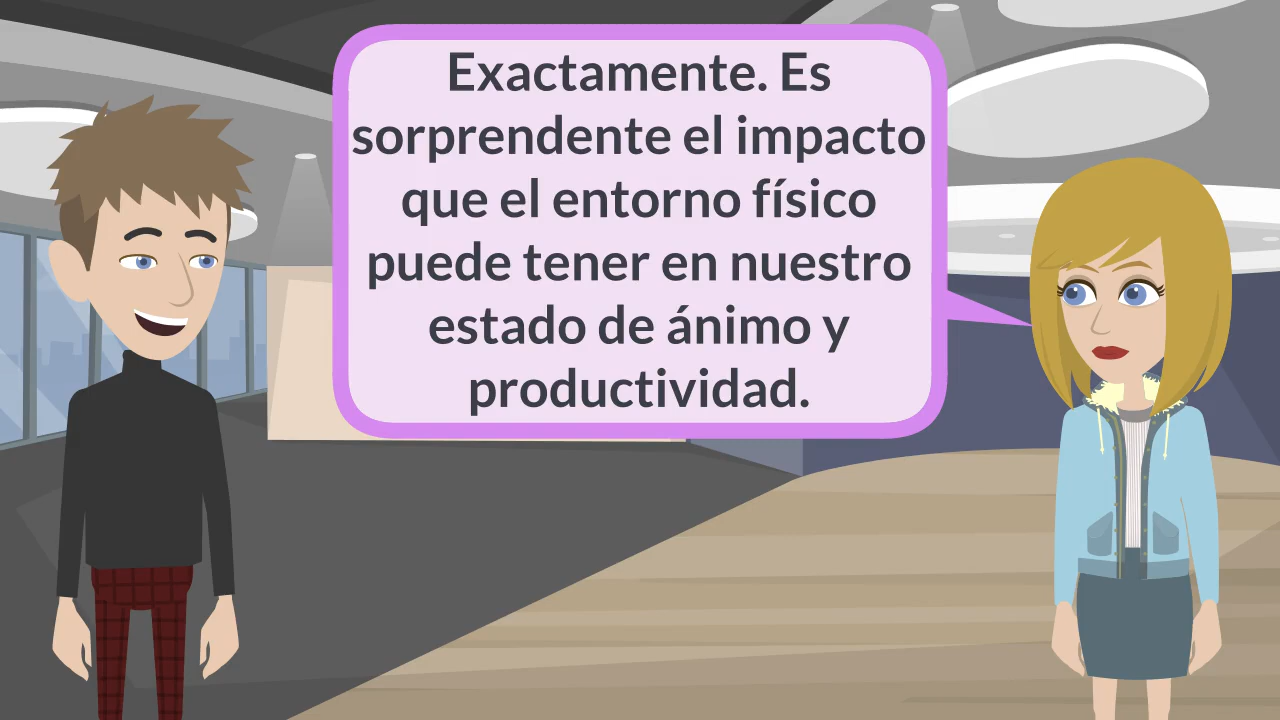 Exactamente. Es
sorprendente el impacto
que el entorno físico
puede tener en nuestro
estado de ánimo y
productividad.